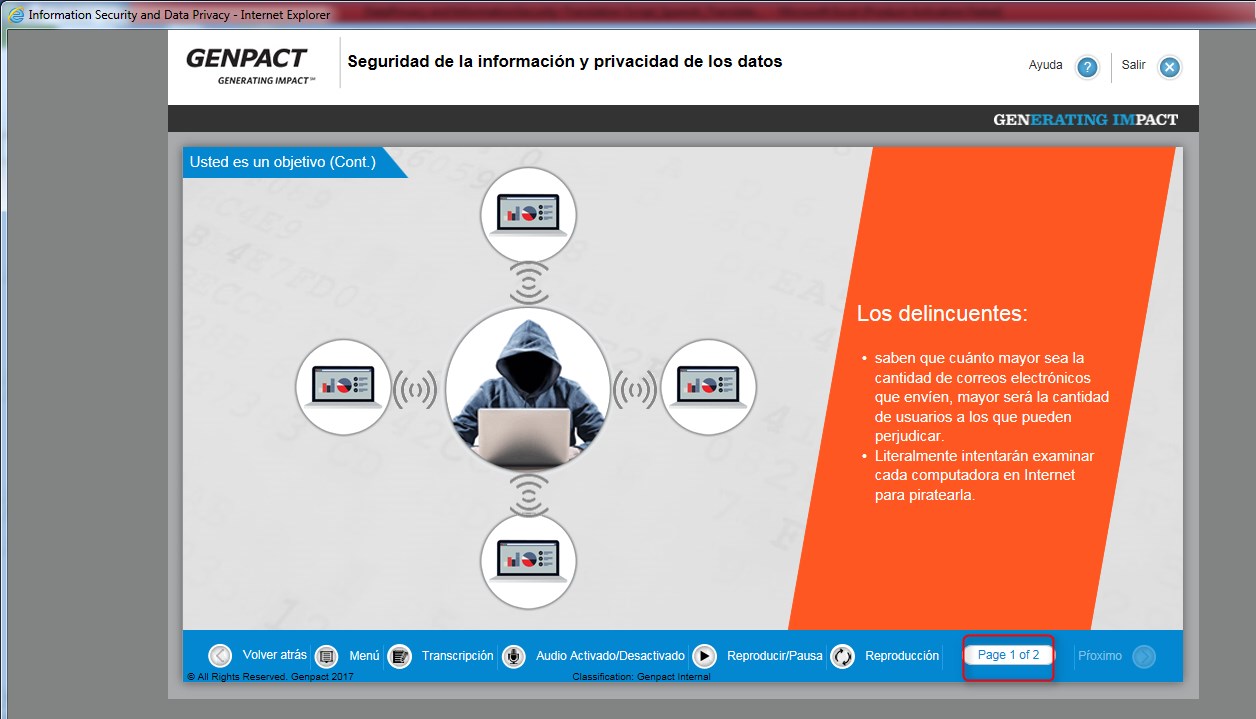 Information Security and Data Privacy - Internet Explorer
GENPACT
GENERATING IMPACT℠
Seguridad de la información y privacidad de los datos
Ayuda
?
Salir
GENERATING IMPACT
Usted es un objetivo (Cont.)
Los delincuentes:
• saben que cuánto mayor sea la
cantidad de correos electrónicos
que envíen, mayor será la cantidad
de usuarios a los que pueden
perjudicar.
• Literalmente intentarán examinar
cada computadora en Internet
para piratearla.
Volver atrás
Menú
Transcripción
Audio Activado/Desactivado
Reproducir/Pausa
Reproducción
Page 1 of 2
Pŕoximo
© All Rights Reserved. Genpact 2017
Classification: Genpact Internal